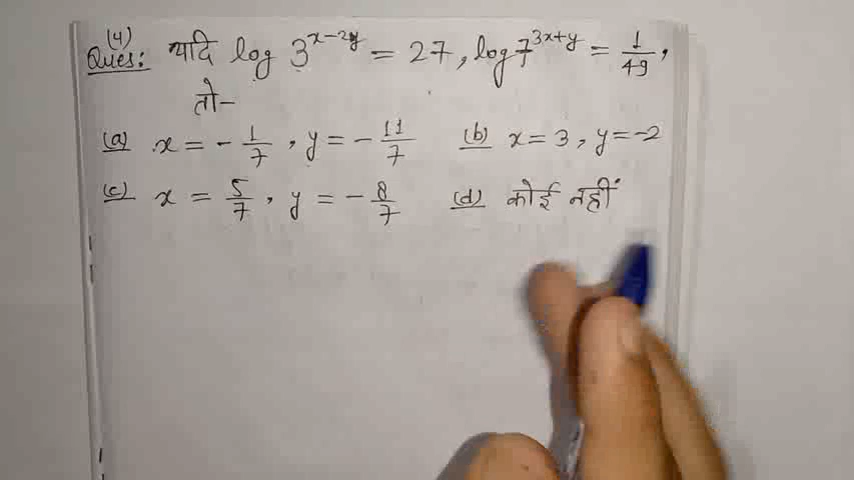 (4)
Ques: यदि log 3^{x-2y} = 27, log 7^{3x+y} = 1/49,
तो-
(a) x = -1/7, y = -11/7 (b) x = 3, y = -2
(c) x = 5/7, y = -8/7 (d) कोई नहीं